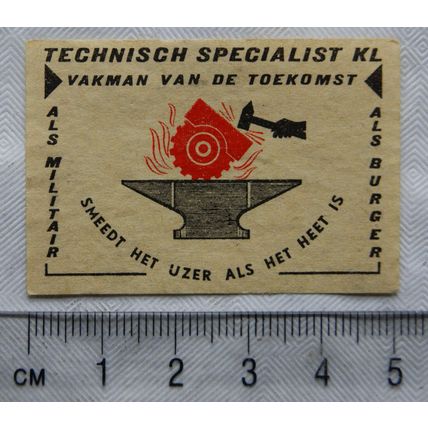 TECHNISCH SPECIALIST KL
VAKMAN VAN DE TOEKOMST
ALS MILITAIR
ALS BURGER
SMEEDT HET IJZER ALS HET HEET IS
CM 1 2 3 4 5